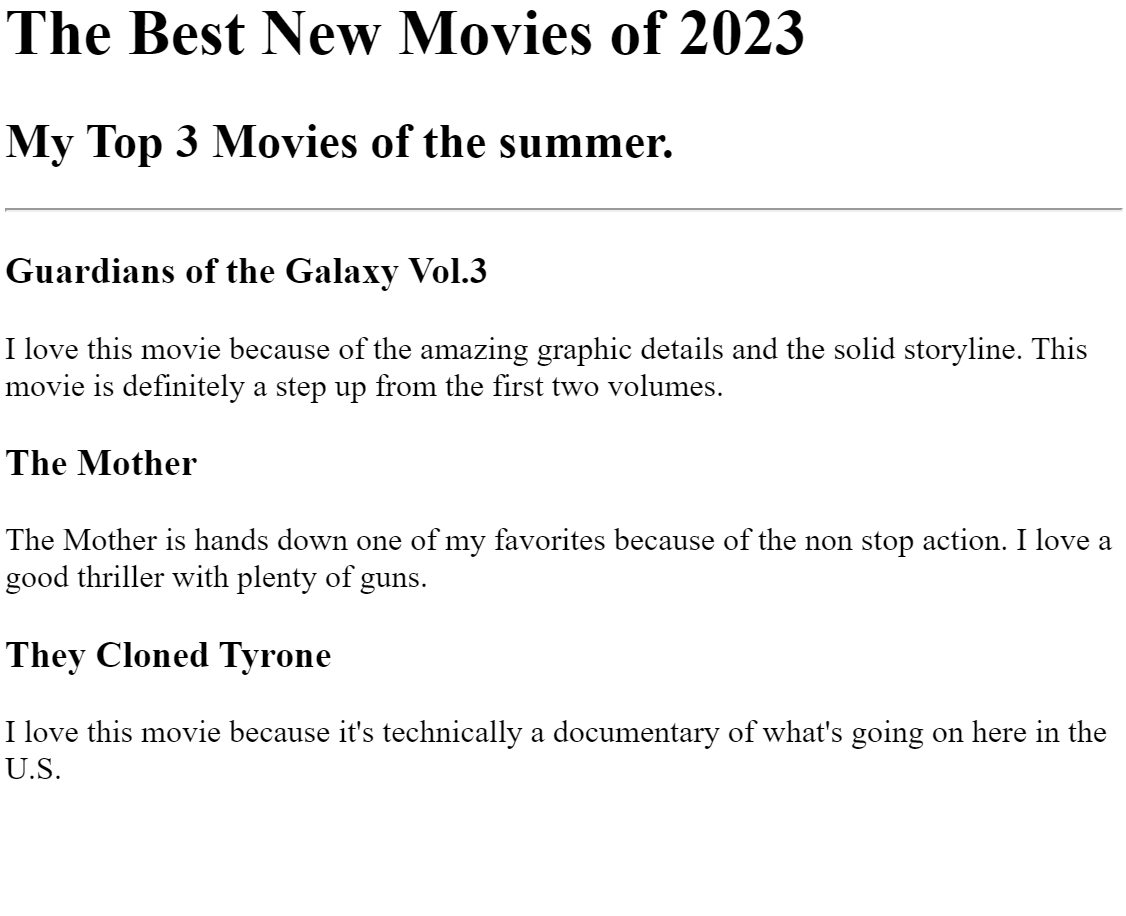 The Best New Movies of 2023
My Top 3 Movies of the summer.
Guardians of the Galaxy Vol.3
I love this movie because of the amazing graphic details and the solid storyline. This
movie is definitely a step up from the first two volumes.
The Mother
The Mother is hands down one of my favorites because of the non stop action. I love a
good thriller with plenty of guns.
They Cloned Tyrone
I love this movie because it's technically a documentary of what's going on here in the
U.S.